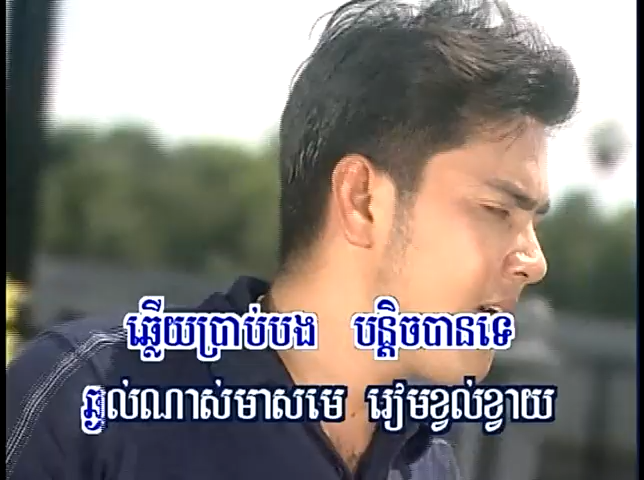 ឆ្លើយប្រាប់បង បន្តិចបានទេ
ឆ្ងល់ណាស់មាសមេ រៀមខ្វល់ខ្វាយ